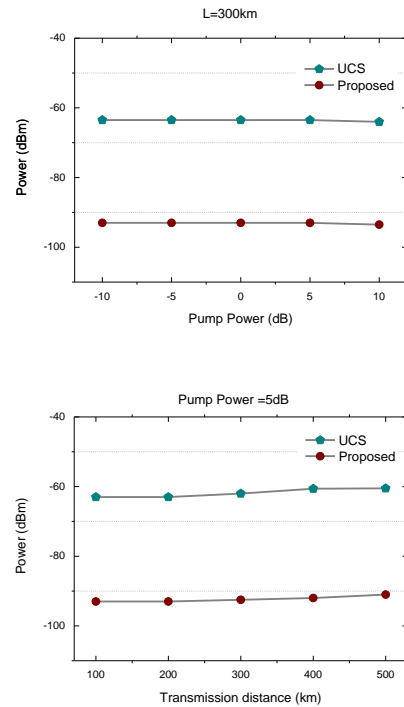 L=300km
-40
UCS
Proposed
-60
-80
-100
Power (dBm)
-10 -5 0 5 10
Pump Power (dB)
Pump Power =5dB
-40
UCS
Proposed
-60
-80
-100
Power (dBm)
100 200 300 400 500
Transmission distance (km)